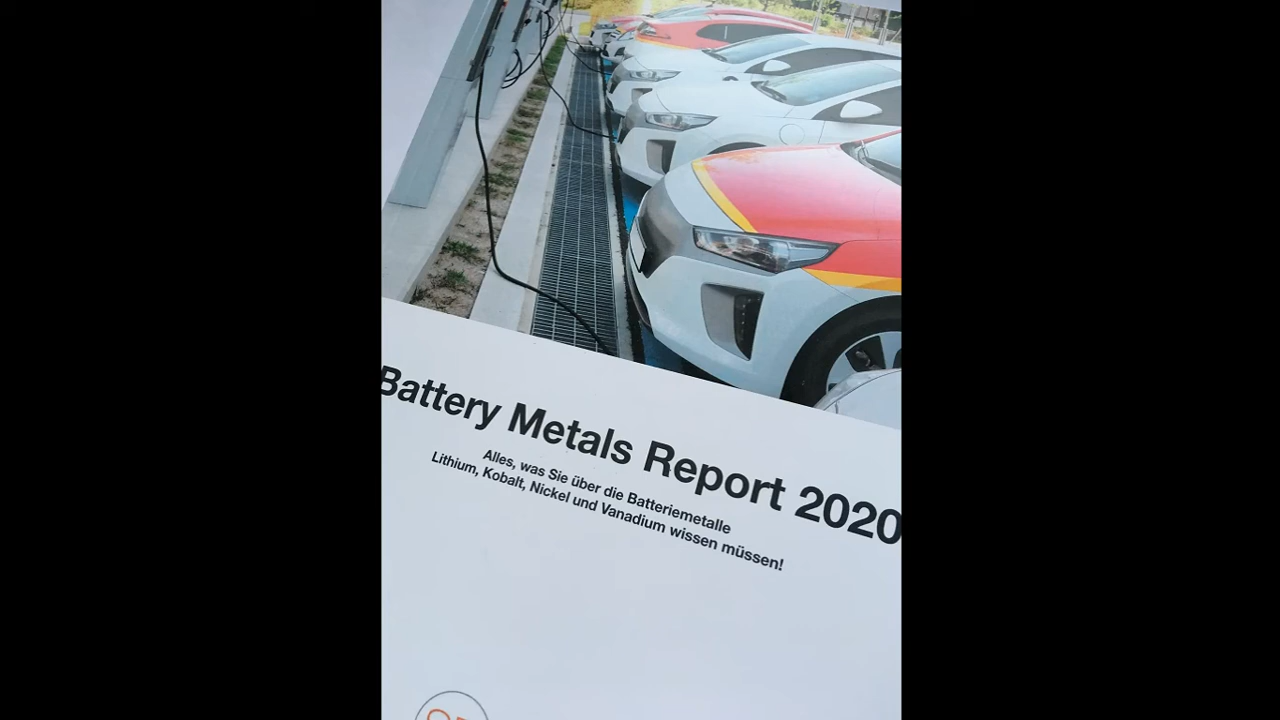 Battery Metals Report 2020
Alles, was Sie über die Batteriemetalle
Lithium, Kobalt, Nickel und Vanadium wissen müssen!